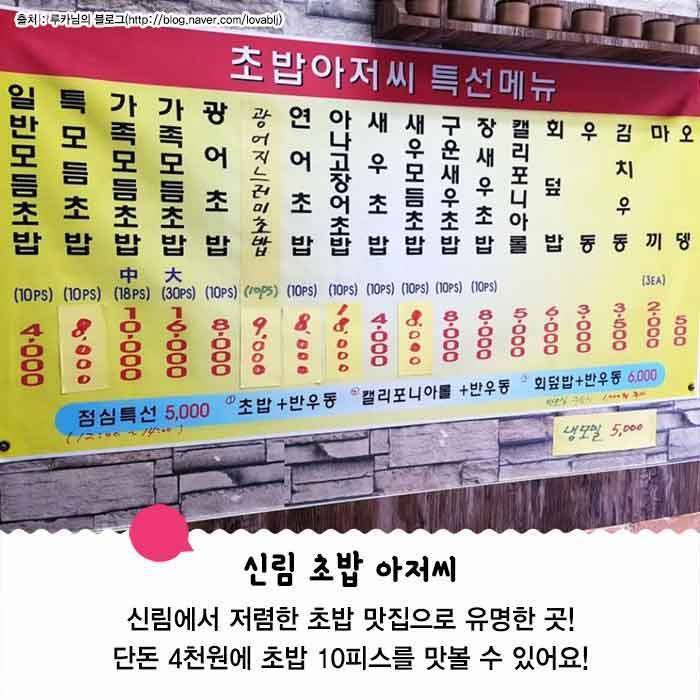 출처 : 루카님의 블로그(http://blog.naver.com/lovablj)
초밥아저씨 특선메뉴
일반모듬초밥 (10PS) 4,000
특모듬초밥 (10PS) 8,000
가족모듬초밥 中 (18PS) 10,000
가족모듬초밥 大 (30PS) 16,000
광어초밥 (10PS) 8,000
광어지느러미초밥 (10PS) 9,000
연어초밥 (10PS) 8,000
아나고장어초밥 (10PS) 8,000
새우초밥 (10PS) 4,000
새우모듬초밥 (10PS) 8,000
구운새우초밥 (10PS) 8,000
장새우초밥 (10PS) 8,000
캘리포니아롤 5,000
회덮밥 6,000
우동 3,000
김치우동 3,500
마끼 (3EA) 2,000
오뎅 500
점심특선 5,000 ①초밥+반우동 ②캘리포니아롤+반우동 ③회덮밥+반우동 6,000
(12:00~14:00)
냉모밀 5,000
신림 초밥 아저씨
신림에서 저렴한 초밥 맛집으로 유명한 곳!
단돈 4천원에 초밥 10피스를 맛볼 수 있어요!